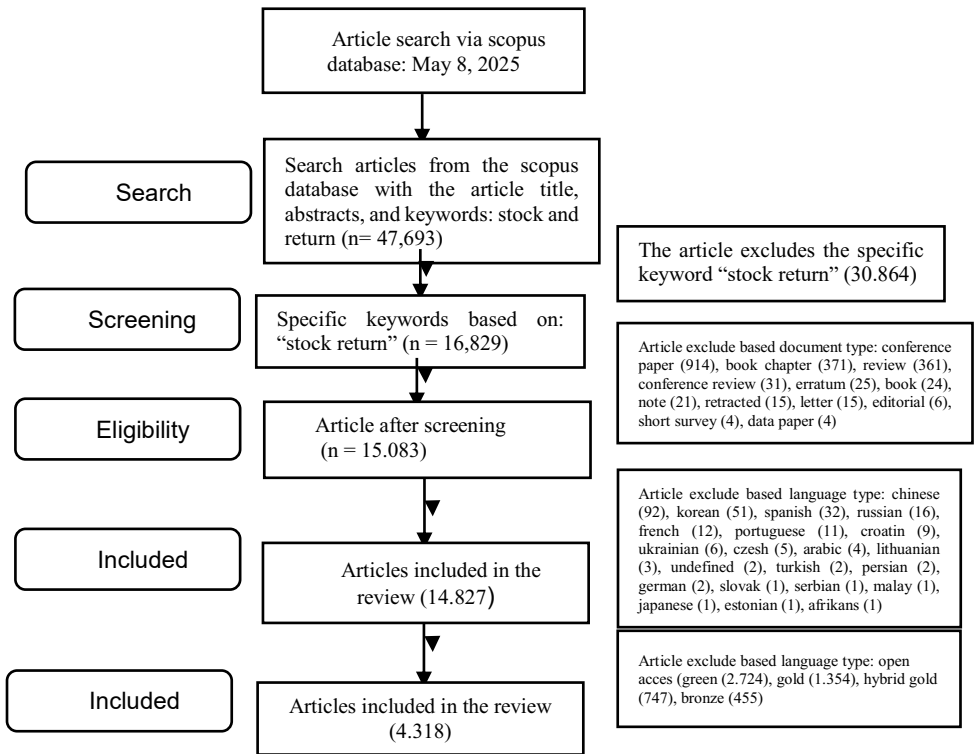 Article search via scopus
database: May 8, 2025
Search
Search articles from the scopus
database with the article title,
abstracts, and keywords: stock and
return (n= 47,693)
The article excludes the specific
keyword “stock return” (30.864)
Screening
Specific keywords based on:
“stock return” (n = 16,829)
Article exclude based document type: conference
paper (914), book chapter (371), review (361),
conference review (31), erratum (25), book (24),
note (21), retracted (15), letter (15), editorial (6),
short survey (4), data paper (4)
Eligibility
Article after screening
(n = 15.083)
Article exclude based language type: chinese
(92), korean (51), spanish (32), russian (16),
french (12), portuguese (11), croatin (9),
ukrainian (6), czesh (5), arabic (4), lithuanian
(3), undefined (2), turkish (2), persian (2),
german (2), slovak (1), serbian (1), malay (1),
japanese (1), estonian (1), afrikans (1)
Included
Articles included in the
review (14.827)
Article exclude based language type: open
acces (green (2.724), gold (1.354), hybrid gold
(747), bronze (455)
Included
Articles included in the review
(4.318)